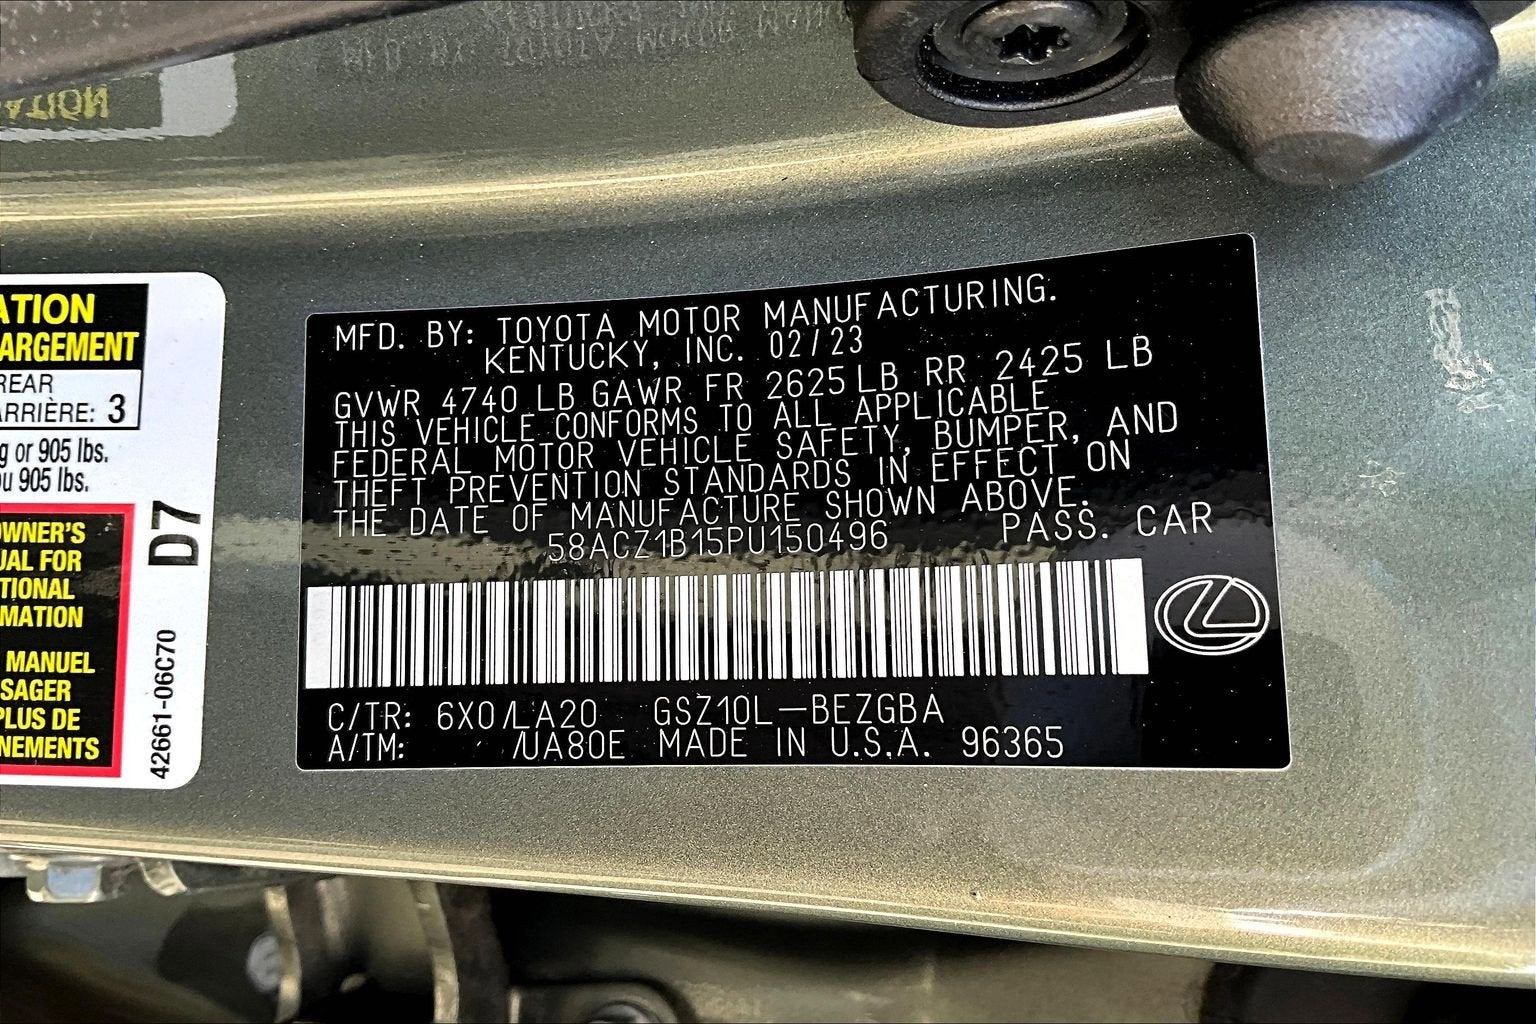 ATION
ARGEMENT
REAR
ARRIÈRE: 3
g or 905 lbs.
ou 905 lbs.
OWNER'S
UAL FOR
TIONAL
MATION
MANUEL
SAGER
PLUS DE
NEMENTS
D7
42661-06C70
MFD. BY: TOYOTA MOTOR MANUFACTURING.
KENTUCKY, INC. 02/23
GVWR 4740 LB GAWR FR 2625 LB RR 2425 LB
THIS VEHICLE CONFORMS TO ALL APPLICABLE
FEDERAL MOTOR VEHICLE SAFETY, BUMPER, AND
THEFT PREVENTION STANDARDS IN EFFECT ON
THE DATE OF MANUFACTURE SHOWN ABOVE.
58ACZ1B15PU150496 PASS. CAR
C/TR: 6X0/LA20 GSZ10L-BEZGBA
A/TM: /UA80E MADE IN U.S.A. 96365